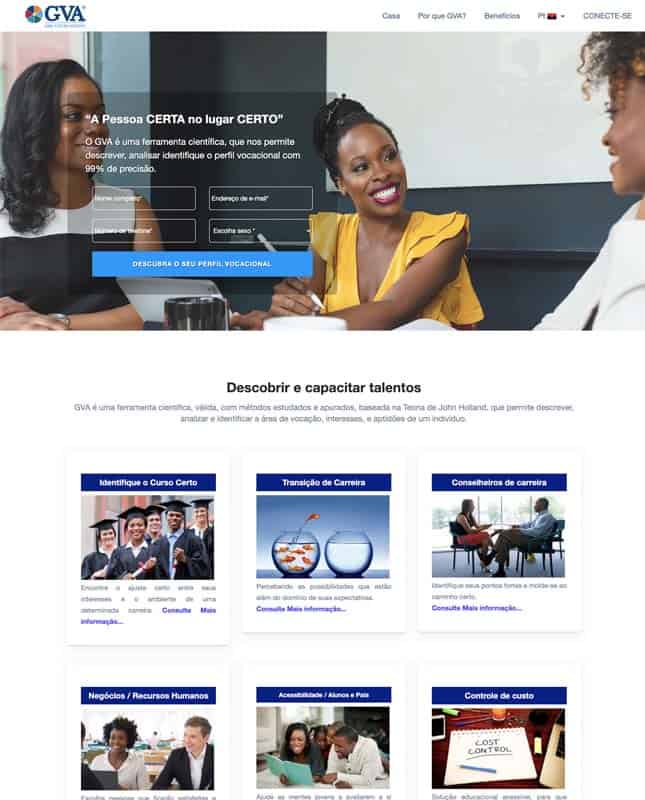 GVA
Casa
Por que GVA?
Benefícios
Pt
CONECTE-SE
“A Pessoa CERTA no lugar CERTO”
O GVA é uma ferramenta científica, que nos permite
descrever, analisar identifique o perfil vocacional com
99% de precisão.
Nome completo*
Endereço de e-mail*
Número de telefone*
Escolha sexo *
DESCUBRA O SEU PERFIL VOCACIONAL
Descobrir e capacitar talentos
GVA é uma ferramenta científica, válida, com métodos estudados e apurados, baseada na Teoria de John Holland. que permite descrever,
analizar e identificar a área de vocação, interesses, e aptidões de um indivíduo.
Identifique o Curso Certo
Encontre o ajuste certo entre seus
interesses e o ambiente de uma
determinada carreira Consulte Mais
informação...
Transição de Carreira
Percebendo as possibilidades que estão
além do domínio de suas expectativas.
Consulte Mais informação...
Conselheiros de carreira
Identifique seus pontos fortes e molde-se ao
caminho certo.
Consulte Mais informação...
Negócios / Recursos Humanos
Escolha pessoas que ficarão satisfeitas e
Acessibilidade / Alunos e Pais
Ajude as mentes jovens a avaliarem a si
Controle de custo
COST
CONTROL
Solução educacional acessível, para que